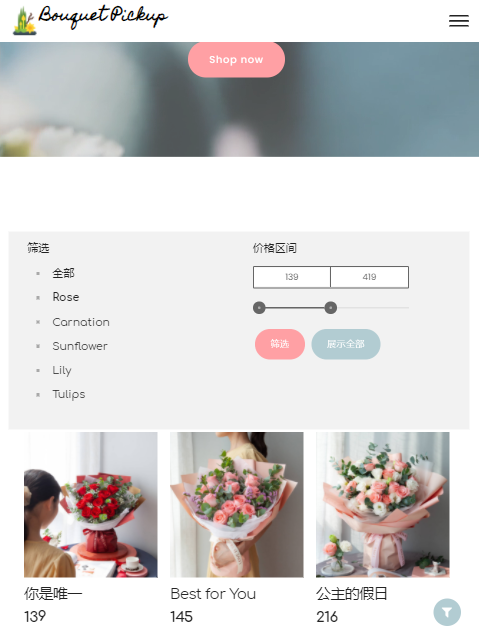 Bouquet Pickup
Shop now
筛选
全部
Rose
Carnation
Sunflower
Lily
Tulips
价格区间
139 419
筛选 展示全部
你是唯一
139
Best for You
145
公主的假日
216